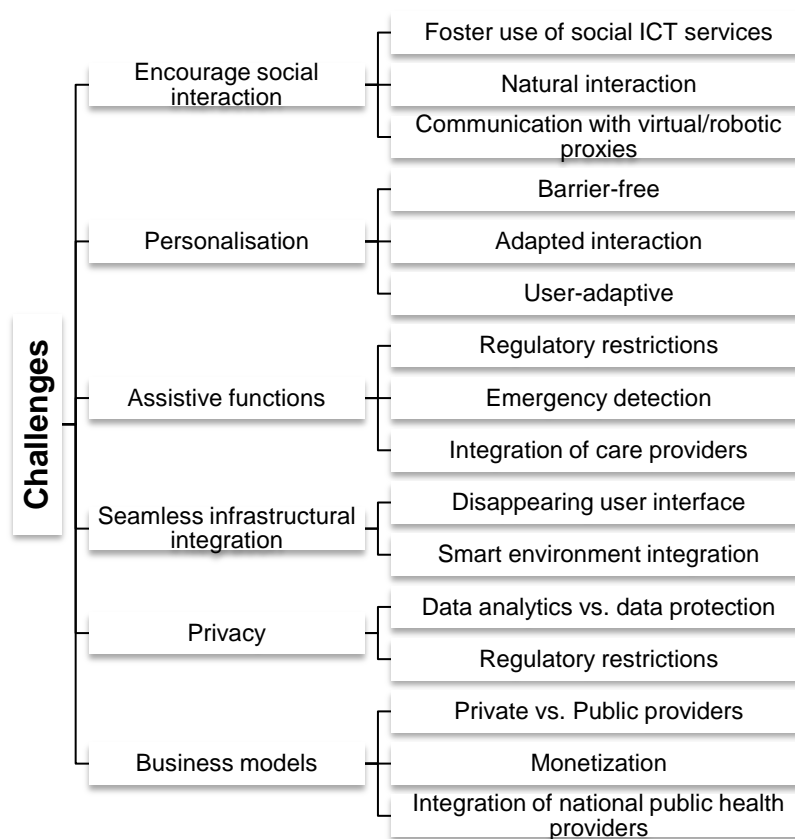 Challenges
Encourage social
interaction
Foster use of social ICT services
Natural interaction
Communication with virtual/robotic
proxies
Personalisation
Barrier-free
Adapted interaction
User-adaptive
Assistive functions
Regulatory restrictions
Emergency detection
Integration of care providers
Seamless infrastructural
integration
Disappearing user interface
Smart environment integration
Privacy
Data analytics vs. data protection
Regulatory restrictions
Business models
Private vs. Public providers
Monetization
Integration of national public health
providers